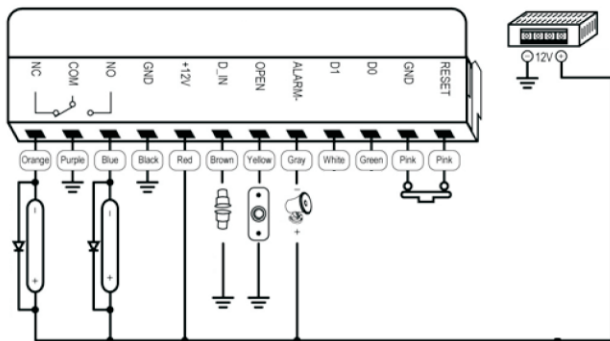 NC COM NO GND +12V D_IN OPEN ALARM- D1 D0 GND RESET
12V
Orange Purple Blue Black Red Brown Yellow Gray White Green Pink Pink